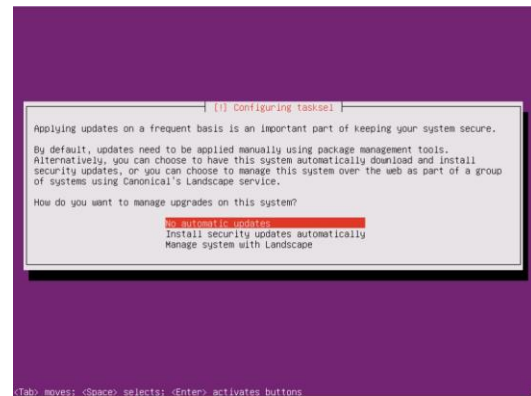 [!] Configuring tasksel
Applying updates on a frequent basis is an important part of keeping your system secure.
By default, updates need to be applied manually using package management tools.
Alternatively, you can choose to have this system automatically download and install
security updates, or you can choose to manage this system over the web as part of a group
of systems using Canonical's Landscape service.
How do you want to manage upgrades on this system?
No automatic updates
Install security updates automatically
Manage system with Landscape
<Tab> moves; <Space> selects; <Enter> activates buttons